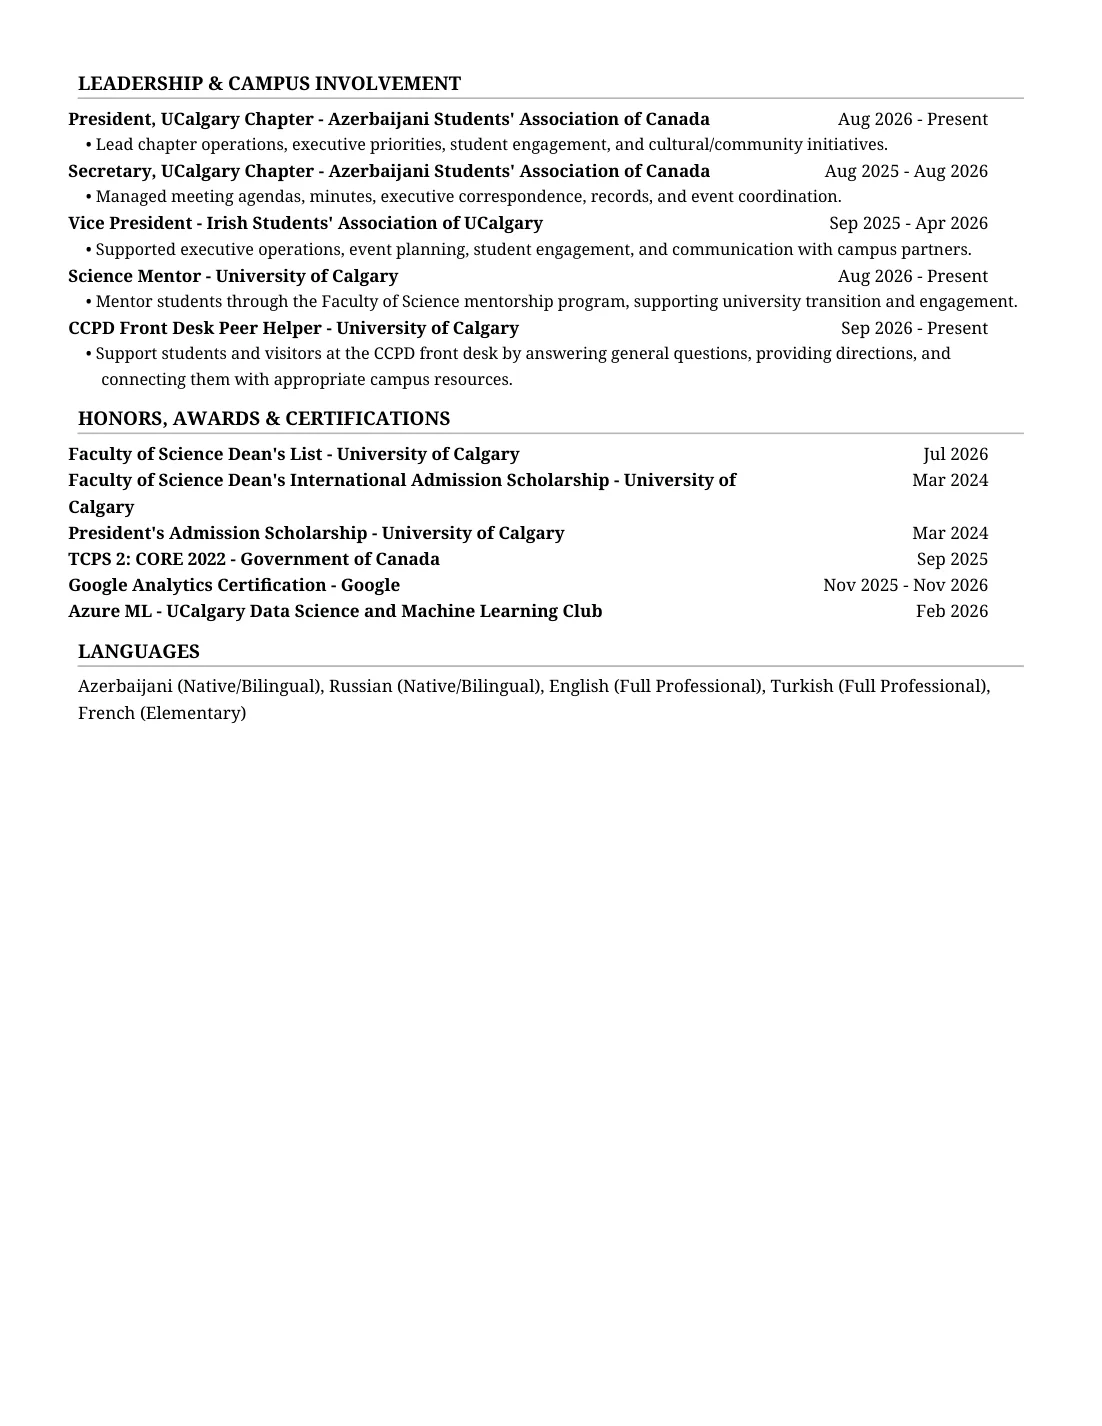 LEADERSHIP & CAMPUS INVOLVEMENT
President, UCalgary Chapter - Azerbaijani Students' Association of Canada Aug 2026 - Present
• Lead chapter operations, executive priorities, student engagement, and cultural/community initiatives.
Secretary, UCalgary Chapter - Azerbaijani Students' Association of Canada Aug 2025 - Aug 2026
• Managed meeting agendas, minutes, executive correspondence, records, and event coordination.
Vice President - Irish Students' Association of UCalgary Sep 2025 - Apr 2026
• Supported executive operations, event planning, student engagement, and communication with campus partners.
Science Mentor - University of Calgary Aug 2026 - Present
• Mentor students through the Faculty of Science mentorship program, supporting university transition and engagement.
CCPD Front Desk Peer Helper - University of Calgary Sep 2026 - Present
• Support students and visitors at the CCPD front desk by answering general questions, providing directions, and
connecting them with appropriate campus resources.
HONORS, AWARDS & CERTIFICATIONS
Faculty of Science Dean's List - University of Calgary Jul 2026
Faculty of Science Dean's International Admission Scholarship - University of Mar 2024
Calgary
President's Admission Scholarship - University of Calgary Mar 2024
TCPS 2: CORE 2022 - Government of Canada Sep 2025
Google Analytics Certification - Google Nov 2025 - Nov 2026
Azure ML - UCalgary Data Science and Machine Learning Club Feb 2026
LANGUAGES
Azerbaijani (Native/Bilingual), Russian (Native/Bilingual), English (Full Professional), Turkish (Full Professional),
French (Elementary)